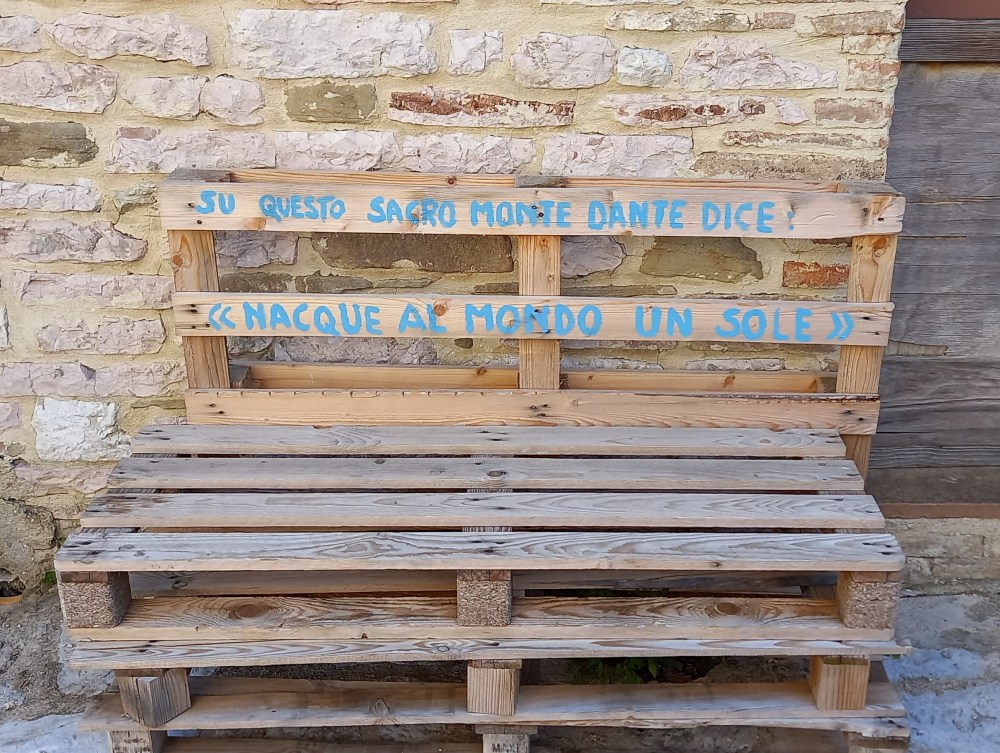 SU QUESTO SACRO MONTE DANTE DICE:
«NACQUE AL MONDO UN SOLE»